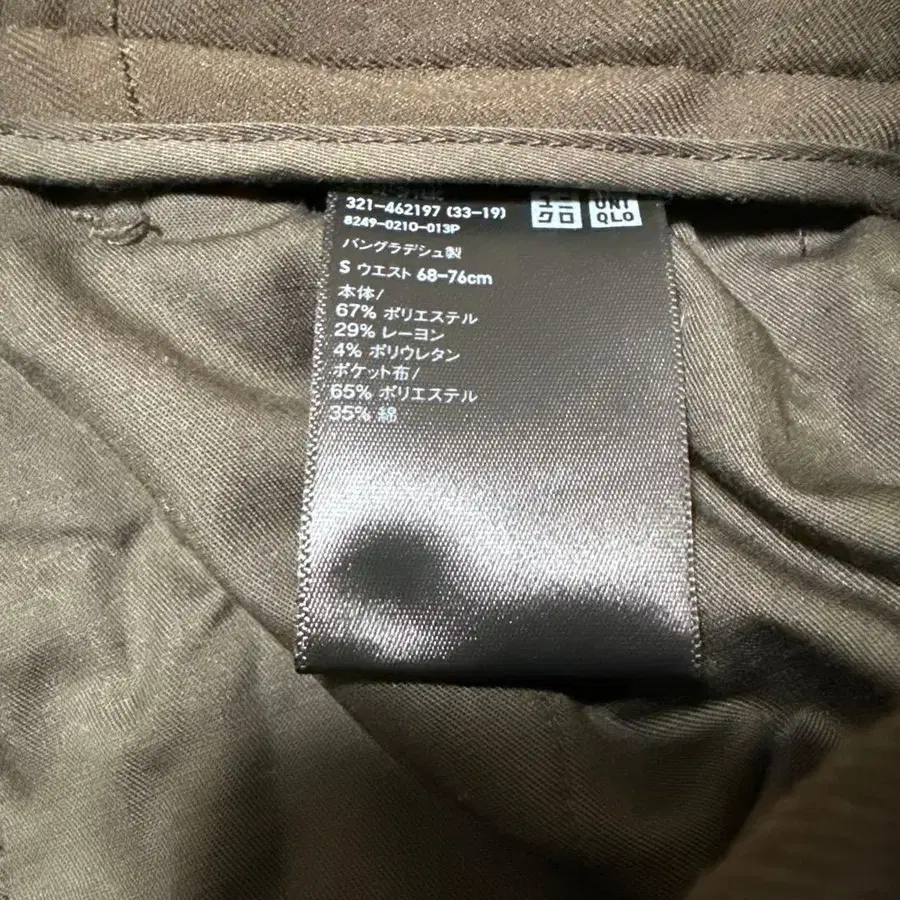 321-462197 (33-19)
8249-0210-013P
ユニ
クロ
UNI
QLO
バングラデシュ製
S ウエスト 68-76cm
本体/
67% ポリエステル
29% レーヨン
4% ポリウレタン
ポケット布/
65% ポリエステル
35% 綿